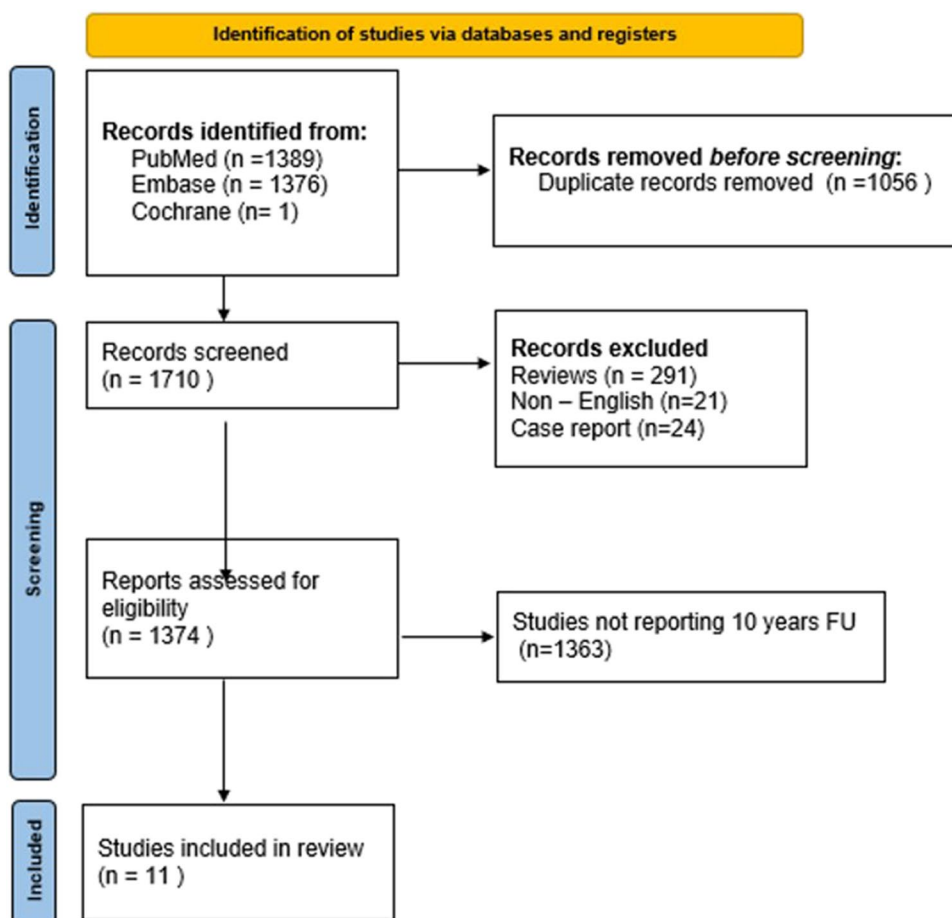 Identification of studies via databases and registers
Identification
Records identified from:
PubMed (n =1389)
Embase (n = 1376)
Cochrane (n= 1)
Records removed before screening:
Duplicate records removed (n =1056 )
Screening
Records screened
(n = 1710 )
Records excluded
Reviews (n = 291)
Non – English (n=21)
Case report (n=24)
Reports assessed for
eligibility
(n = 1374 )
Studies not reporting 10 years FU
(n=1363)
Included
Studies included in review
(n = 11 )